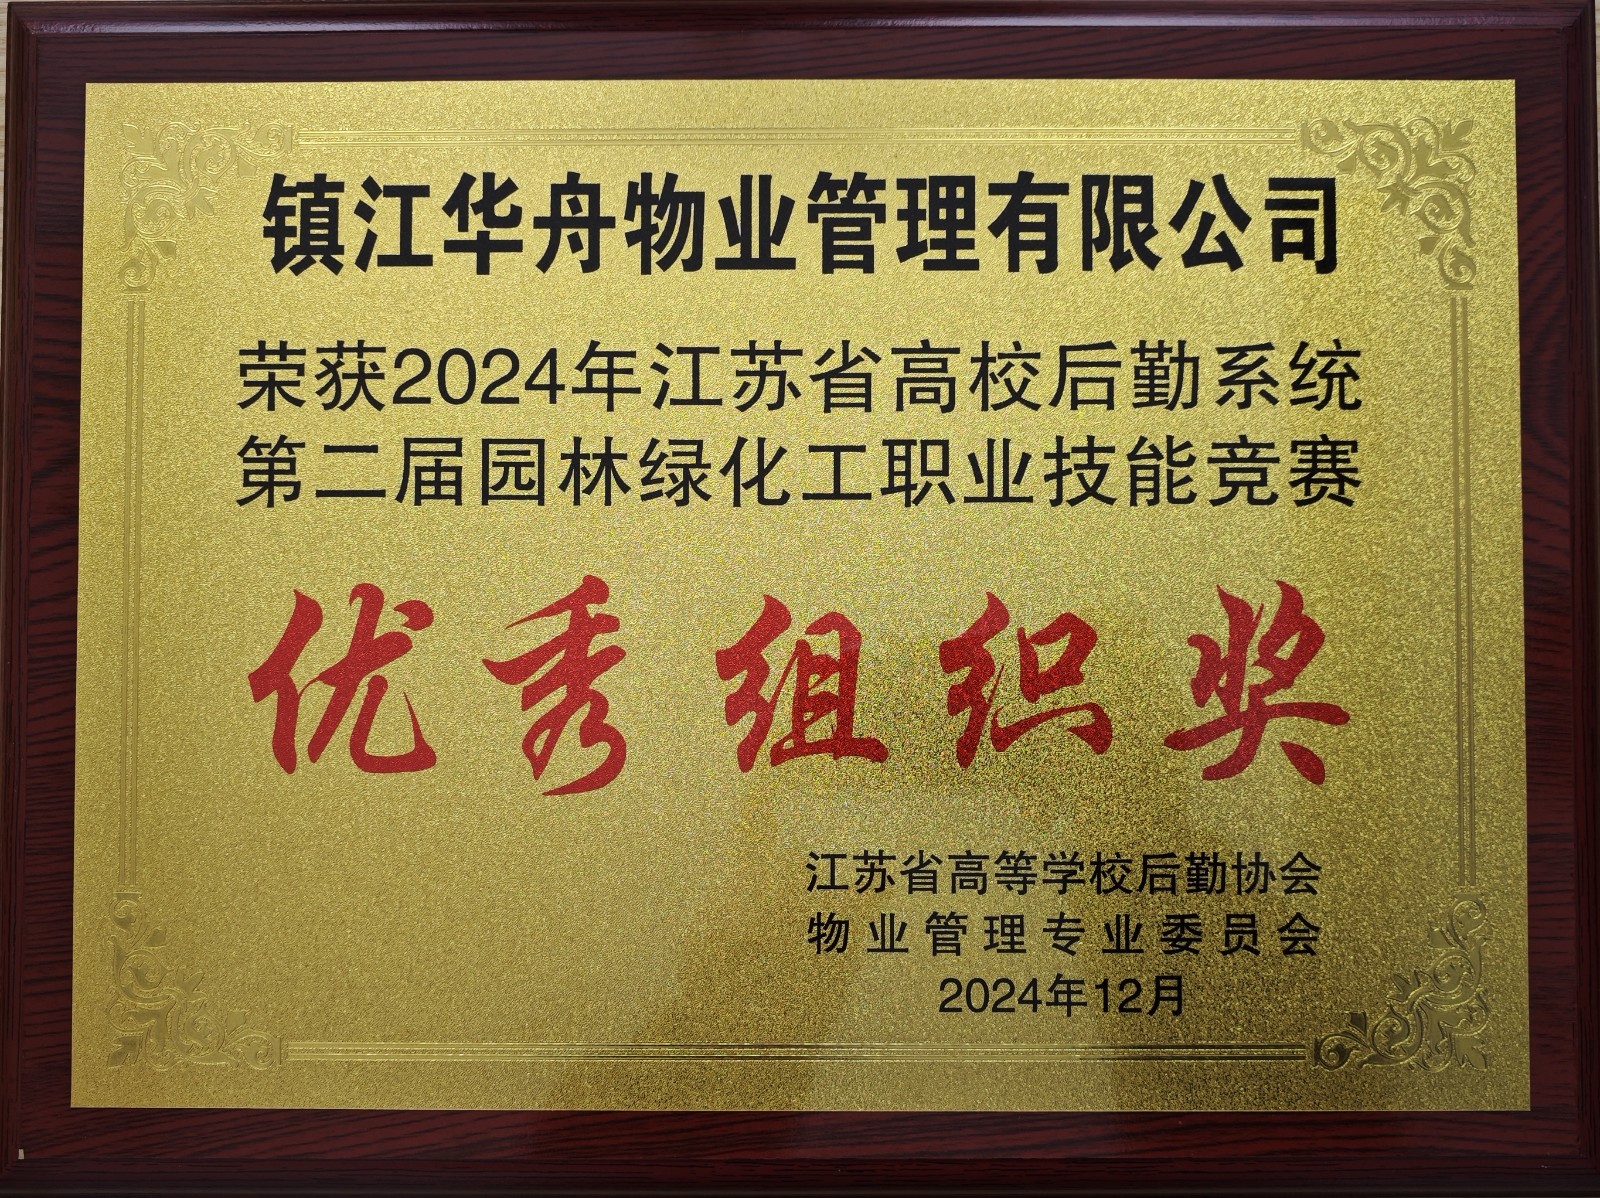 镇江华舟物业管理有限公司
荣获2024年江苏省高校后勤系统
第二届园林绿化工职业技能竞赛
优秀组织奖
江苏省高等学校后勤协会
物业管理专业委员会
2024年12月